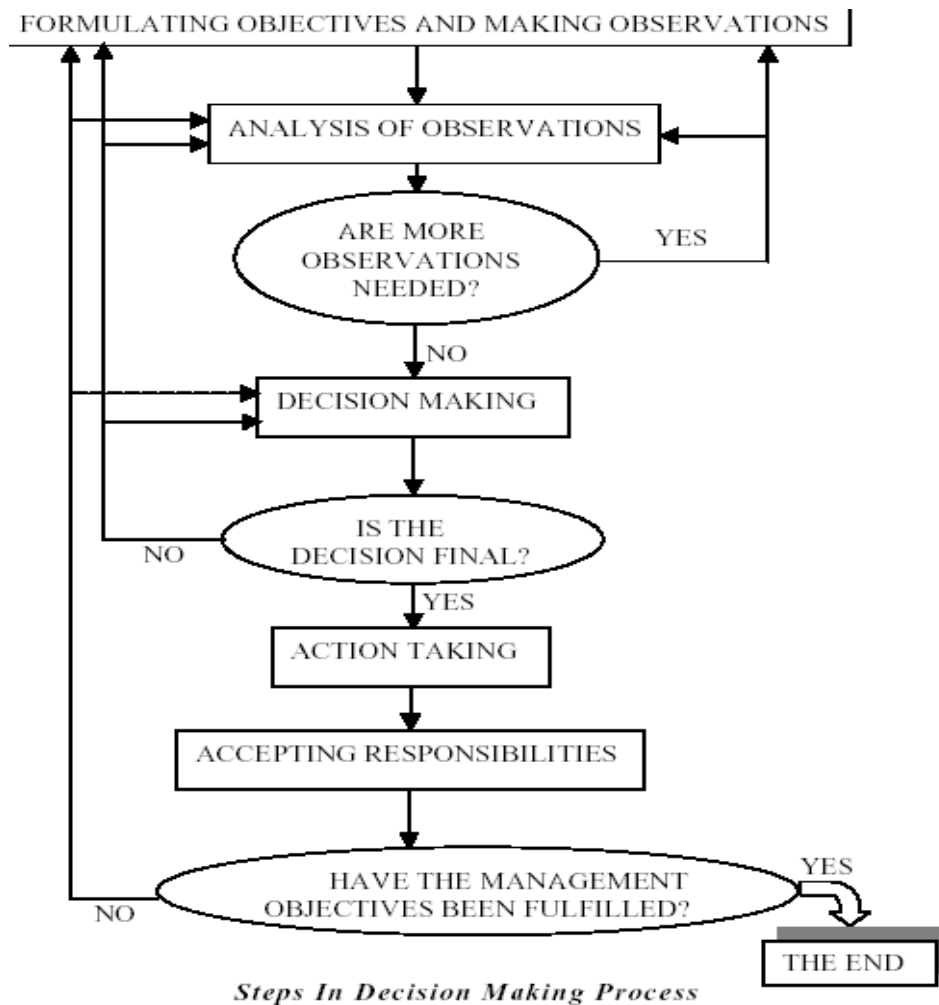 FORMULATING OBJECTIVES AND MAKING OBSERVATIONS
ANALYSIS OF OBSERVATIONS
ARE MORE
OBSERVATIONS
NEEDED?
YES
NO
DECISION MAKING
IS THE
DECISION FINAL?
NO
YES
ACTION TAKING
ACCEPTING RESPONSIBILITIES
HAVE THE MANAGEMENT
OBJECTIVES BEEN FULFILLED?
YES
NO
THE END
Steps In Decision Making Process